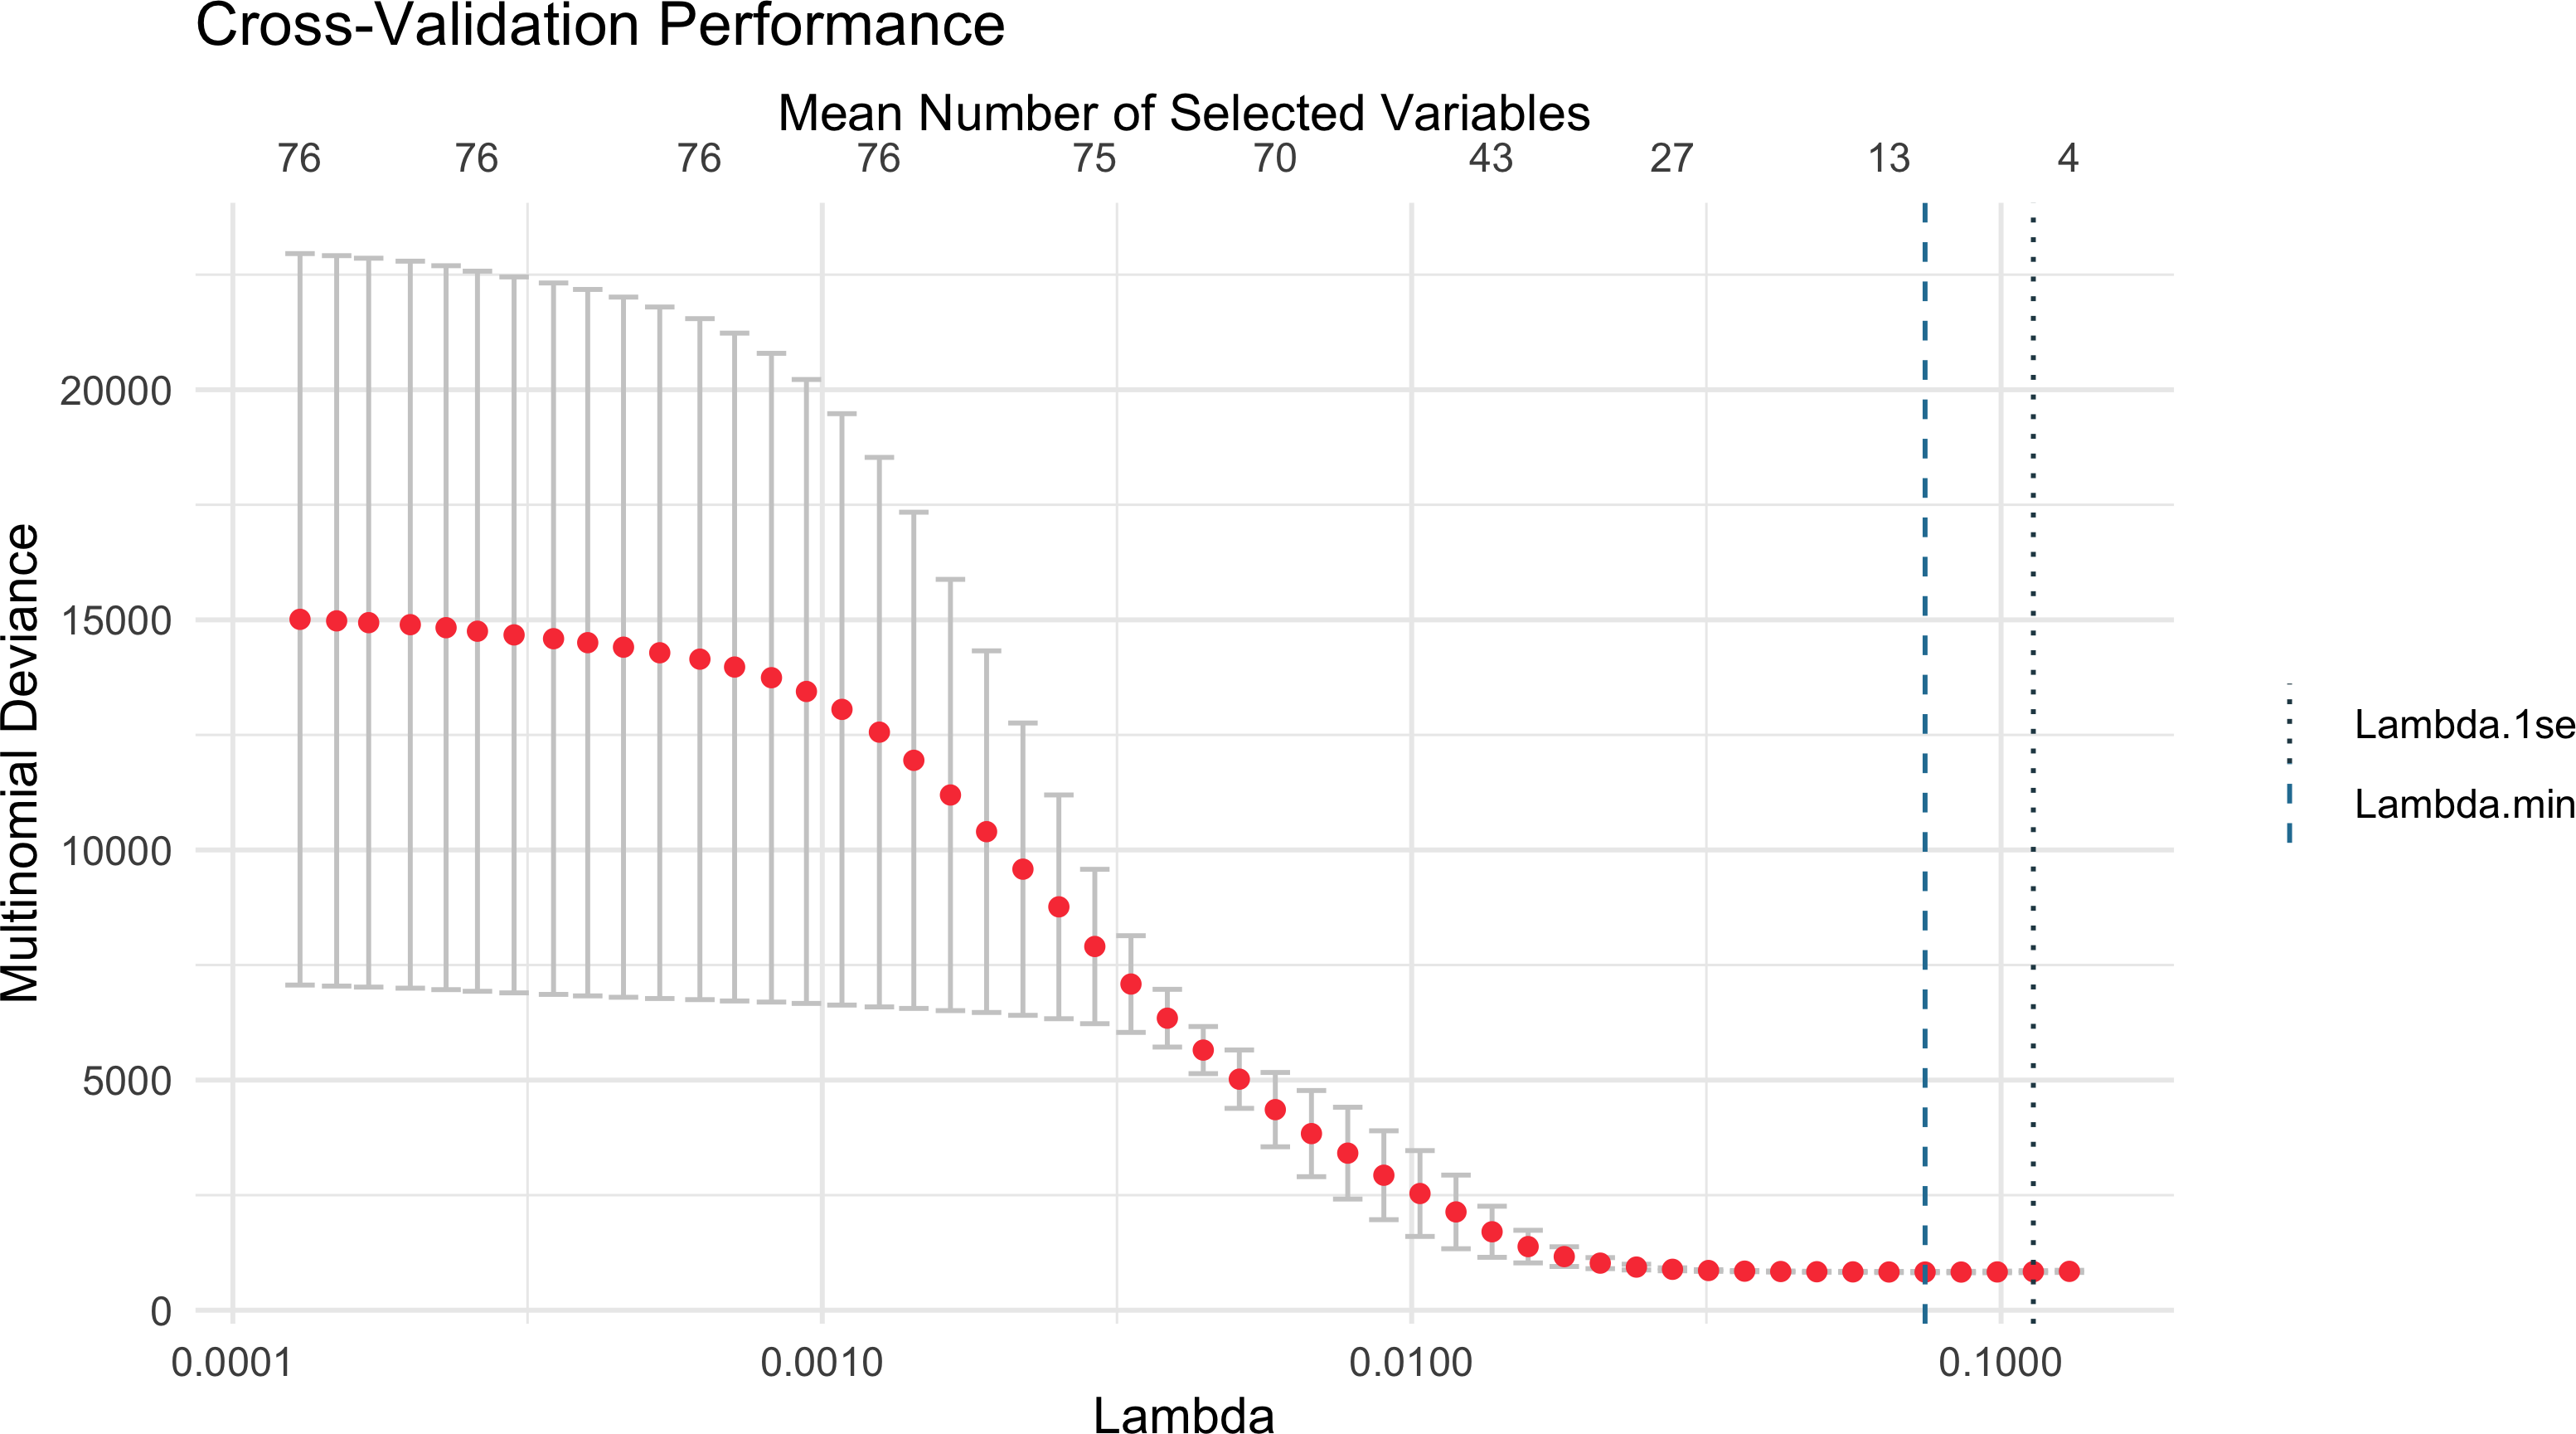 Cross-Validation Performance
Mean Number of Selected Variables
76 76 76 76 75 70 43 27 13 4
Multinomial Deviance
20000
15000
10000
5000
0
0.0001 0.0010 0.0100 0.1000
Lambda
Lambda.1se
Lambda.min